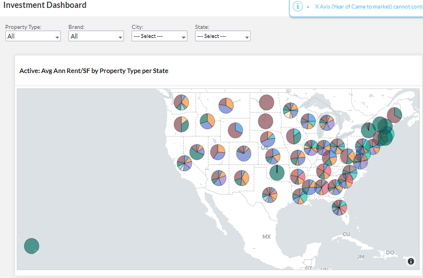 Investment Dashboard
X Axis (Year of Came to market) cannot cont
Property Type:
Brand:
City:
State:
All
All
--- Select ---
--- Select ---
Active: Avg Ann Rent/SF by Property Type per State
MX
CU
JM
DO